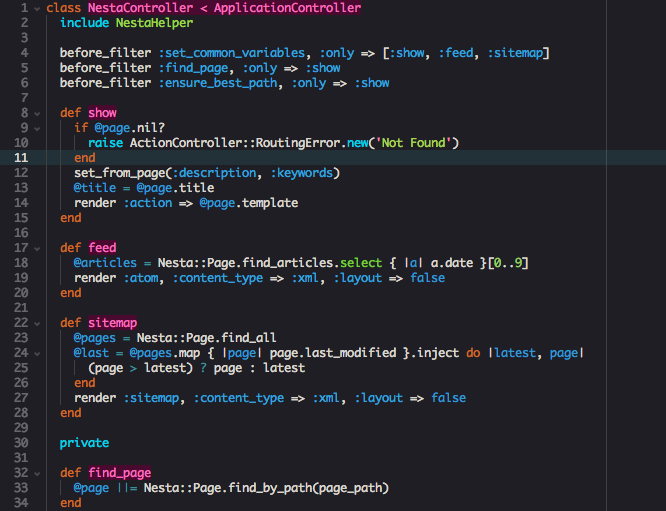 1 class NestaController < ApplicationController
2   include NestaHelper
3
4   before_filter :set_common_variables, :only => [:show, :feed, :sitemap]
5   before_filter :find_page, :only => :show
6   before_filter :ensure_best_path, :only => :show
7
8   def show
9     if @page.nil?
10       raise ActionController::RoutingError.new('Not Found')
11     end
12     set_from_page(:description, :keywords)
13     @title = @page.title
14     render :action => @page.template
15   end
16
17   def feed
18     @articles = Nesta::Page.find_articles.select { |a| a.date }[0..9]
19     render :atom, :content_type => :xml, :layout => false
20   end
21
22   def sitemap
23     @pages = Nesta::Page.find_all
24     @last = @pages.map { |page| page.last_modified }.inject do |latest, page|
25       (page > latest) ? page : latest
26     end
27     render :sitemap, :content_type => :xml, :layout => false
28   end
29
30   private
31
32   def find_page
33     @page ||= Nesta::Page.find_by_path(page_path)
34   end